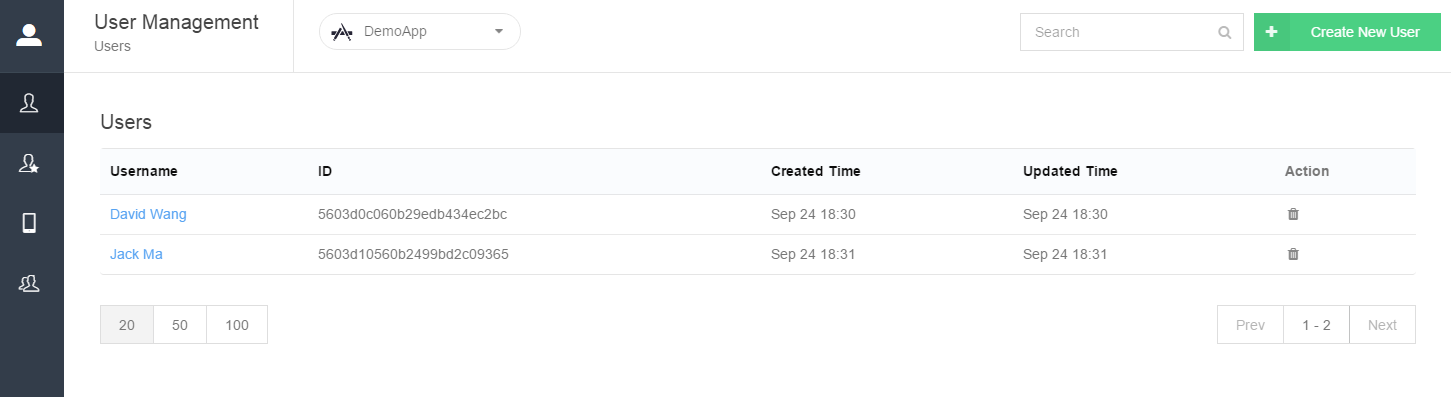 User Management
Users
DemoApp
Search
Create New User
Users
Username ID Created Time Updated Time Action
David Wang 5603d0c060b29edb434ec2bc Sep 24 18:30 Sep 24 18:30
Jack Ma 5603d10560b2499bd2c09365 Sep 24 18:31 Sep 24 18:31
20 50 100 Prev 1 - 2 Next